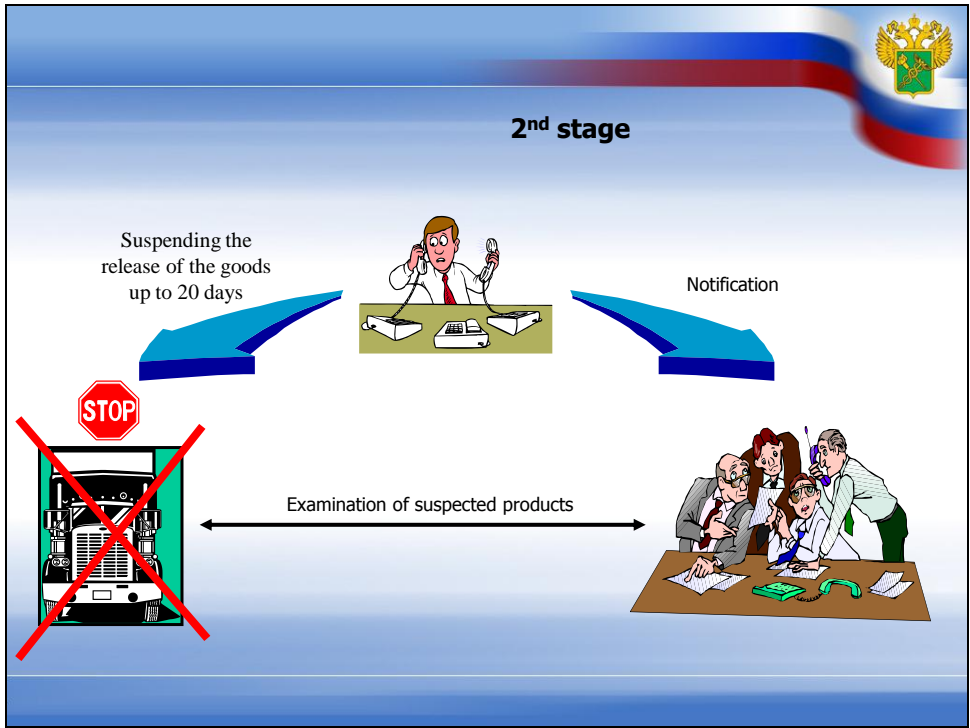 2nd stage
Suspending the
release of the goods
up to 20 days
Notification
STOP
Examination of suspected products